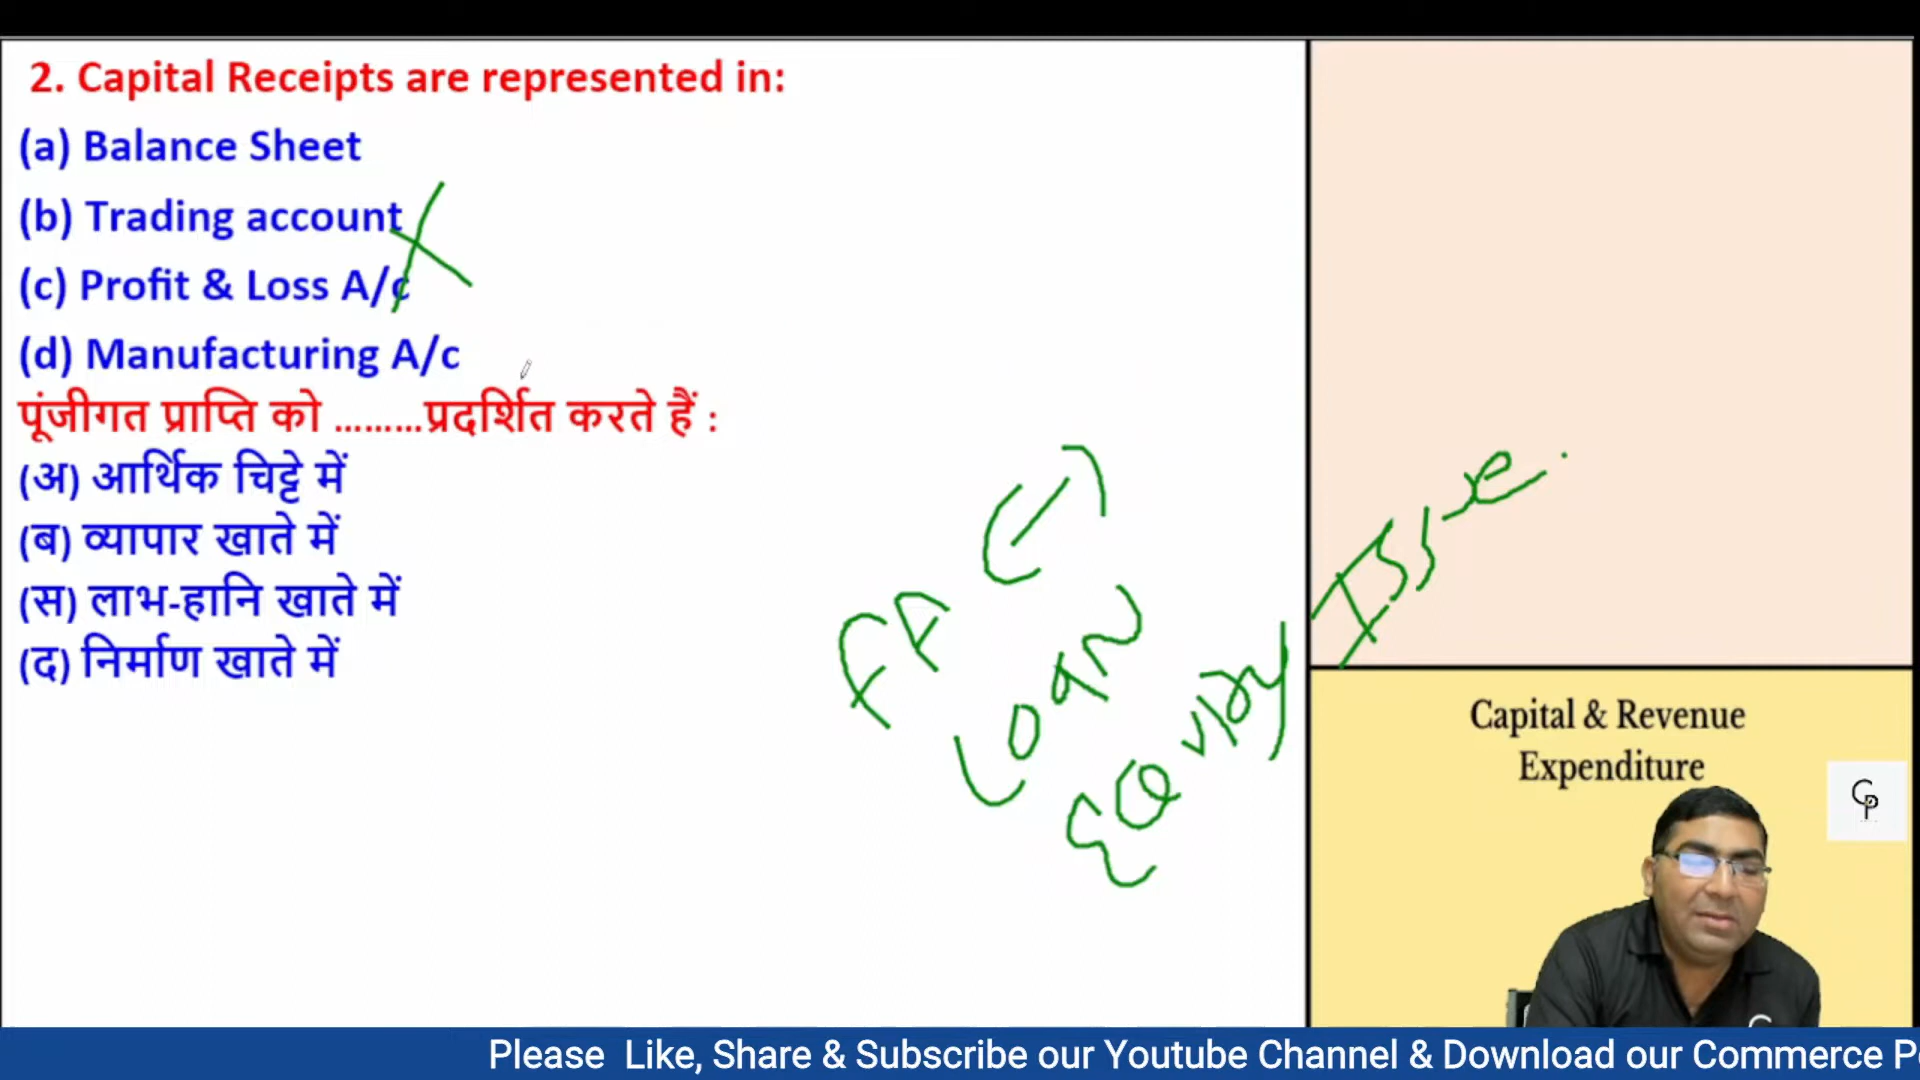 2. Capital Receipts are represented in:
(a) Balance Sheet
(b) Trading account
(c) Profit & Loss A/c
(d) Manufacturing A/c
पूंजीगत प्राप्ति को .........प्रदर्शित करते हैं :
(अ) आर्थिक चिट्टे में
(ब) व्यापार खाते में
(स) लाभ-हानि खाते में
(द) निर्माण खाते में
FA (-)
Loan
Equity
Capital & Revenue
Expenditure
CP
Please Like, Share & Subscribe our Youtube Channel & Download our Commerce P